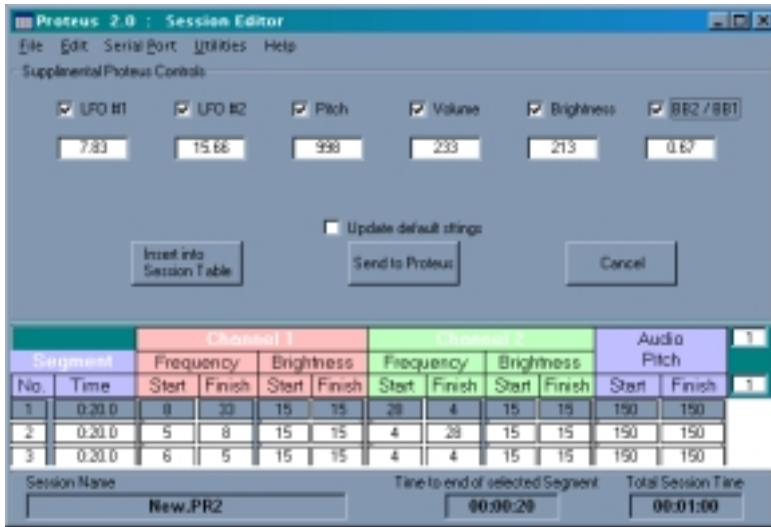 Proteus 2.0 : Session Editor
File Edit Serial Port Utilities Help
Supplimental Proteus Controls
LFO #1 LFO #2 Pitch Volume Brightness BB2 / BB1
7.83 15.66 998 233 213 0.67
Update default sttings
Insert into Session Table Send to Proteus Cancel
Channel 1 Channel 2 Audio Pitch 1
Segment Frequency Brightness Frequency Brightness
No. Time Start Finish Start Finish Start Finish Start Finish Start Finish 1
1 0:20.0 8 33 15 15 28 4 15 15 150 150
2 0:20.0 5 8 15 15 4 28 15 15 150 150
3 0:20.0 6 5 15 15 4 4 15 15 150 150
Session Name Time to end of selected Segment Total Session Time
New.PR2 00:00:20 00:01:00